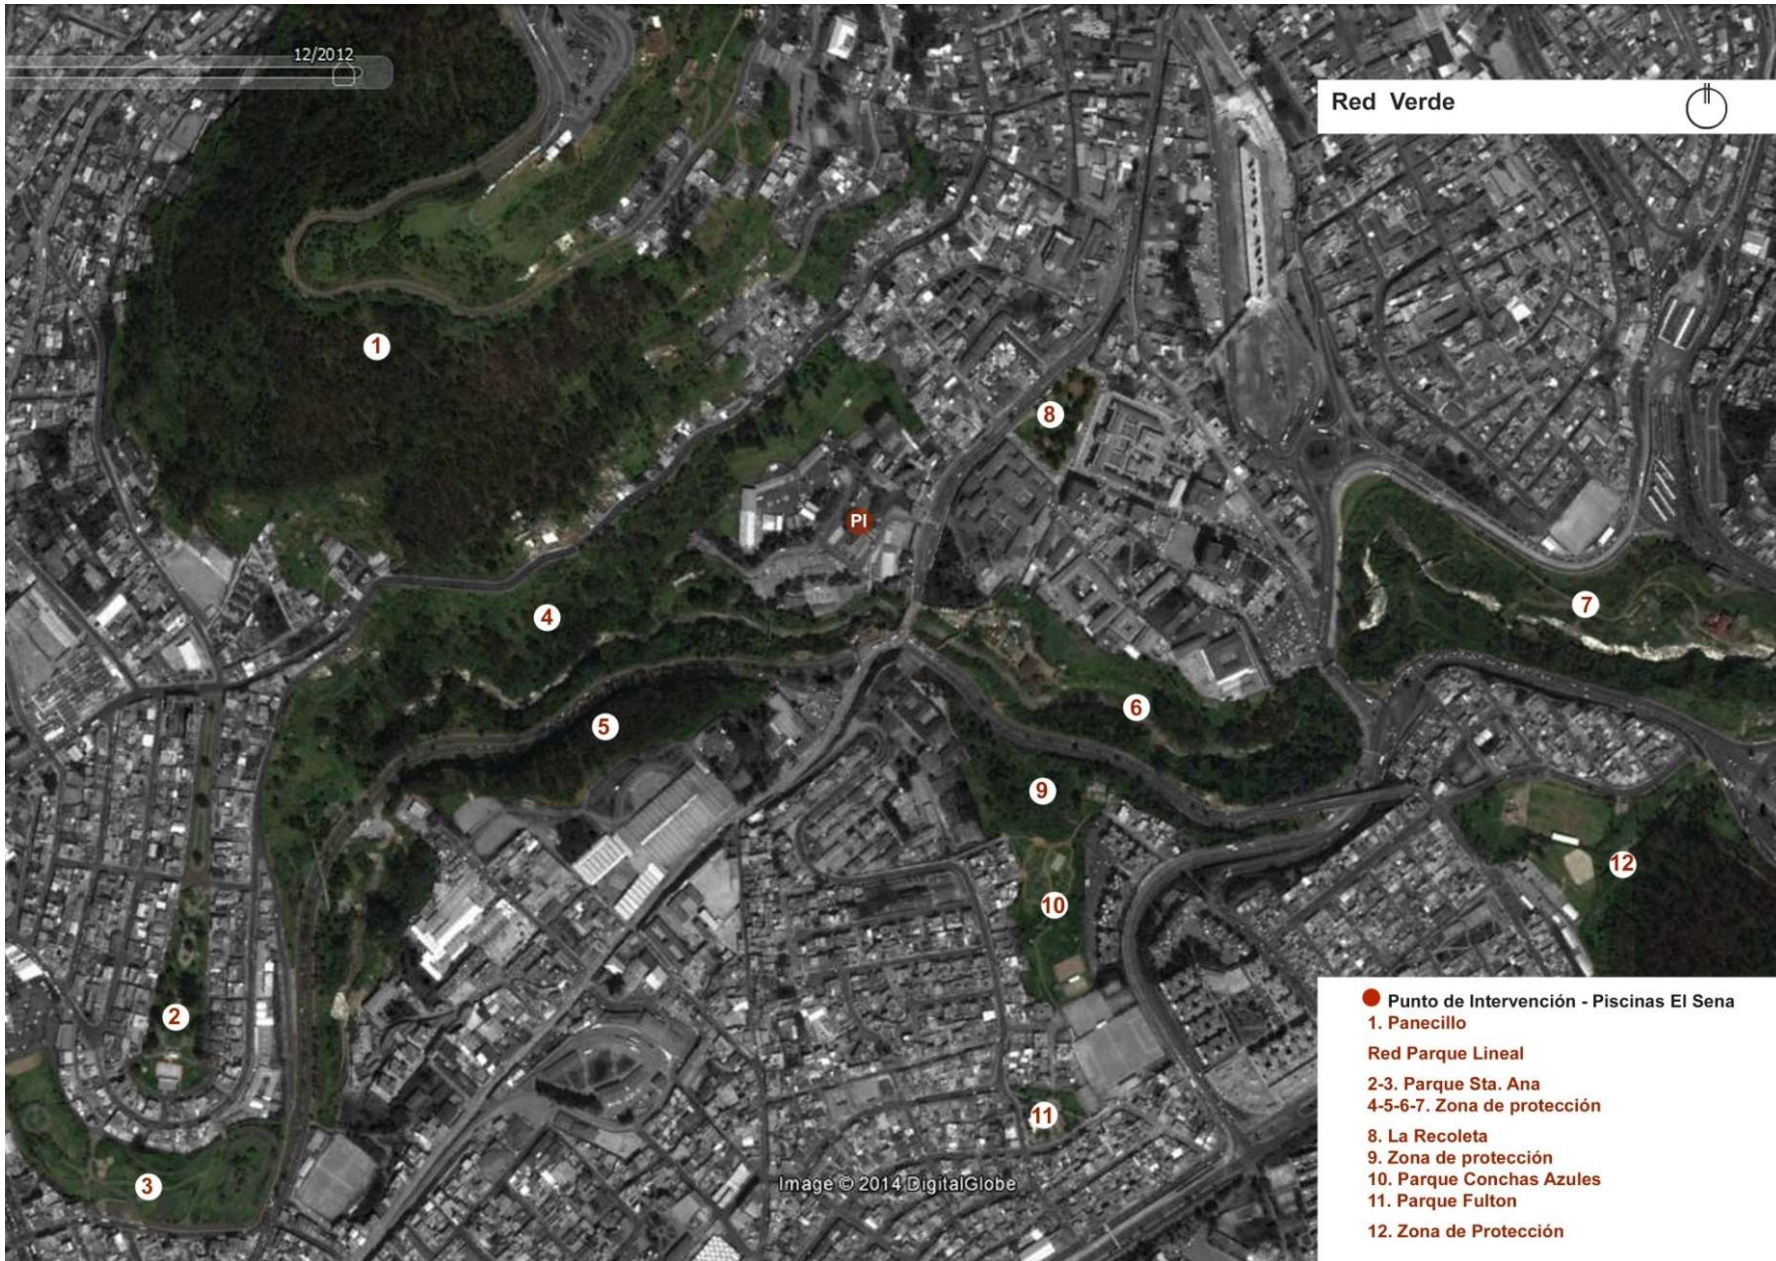 12/2012
Red Verde
1
8
PI
7
4
6
5
9
12
10
2
11
3
Image © 2014 DigitalGlobe
Punto de Intervención - Piscinas El Sena
1. Panecillo
Red Parque Lineal
2-3. Parque Sta. Ana
4-5-6-7. Zona de protección
8. La Recoleta
9. Zona de protección
10. Parque Conchas Azules
11. Parque Fulton
12. Zona de Protección